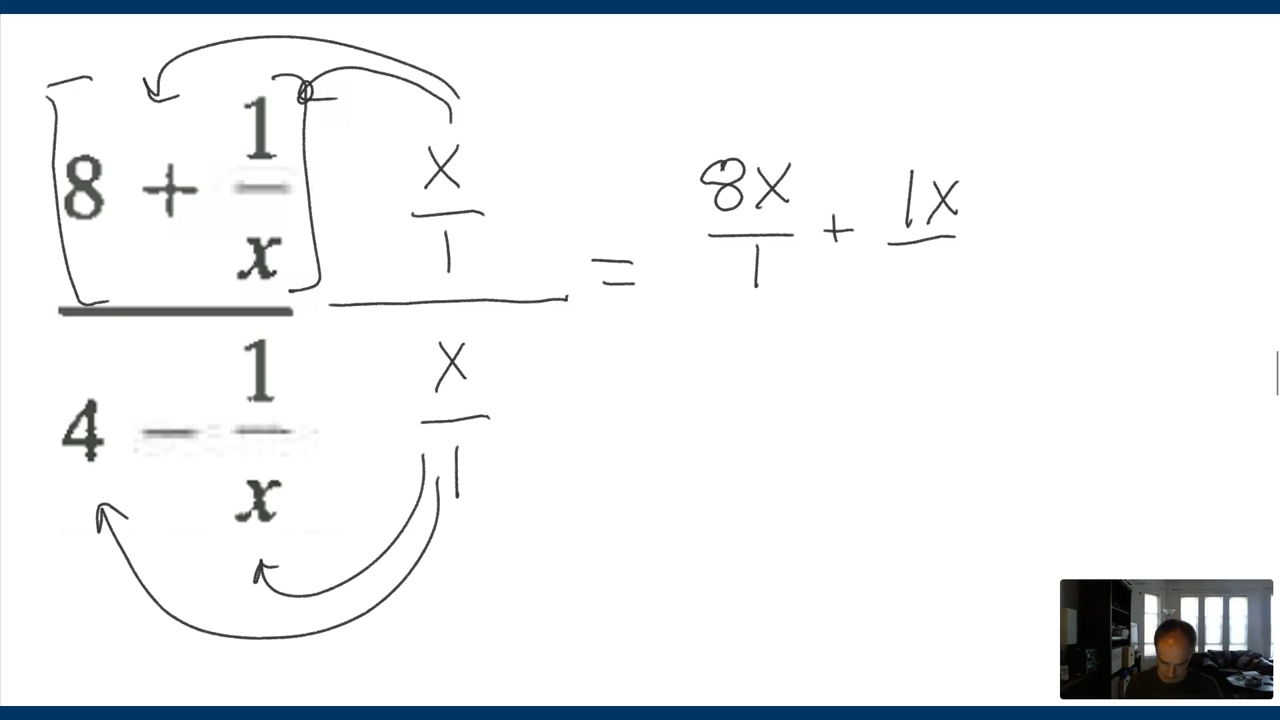 [8 + 1/x] x/1 = 8x/1 + 1x
4 - 1/x x/1